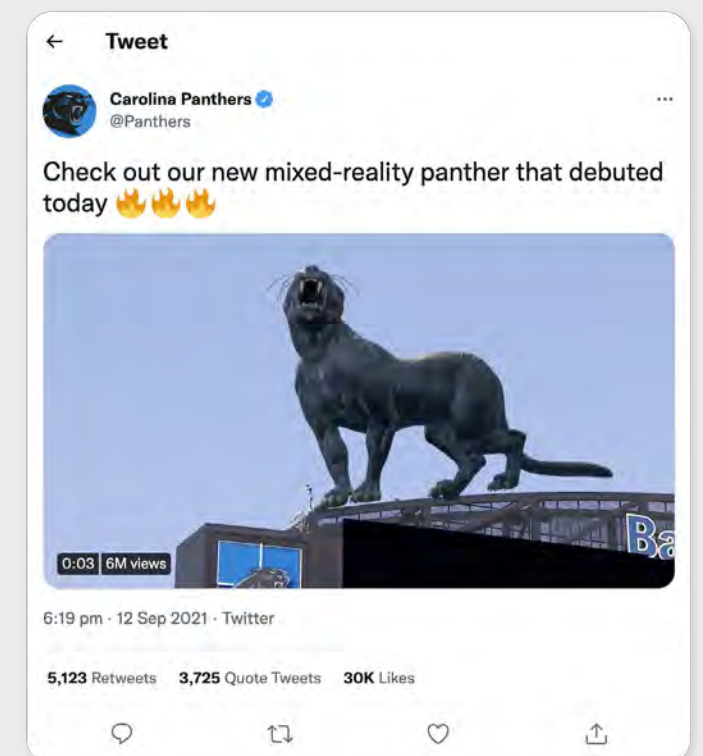 Tweet
Carolina Panthers
@Panthers
Check out our new mixed-reality panther that debuted
today 🔥🔥🔥
Ba
0:03 6M views
6:19 pm · 12 Sep 2021 · Twitter
5,123 Retweets 3,725 Quote Tweets 30K Likes